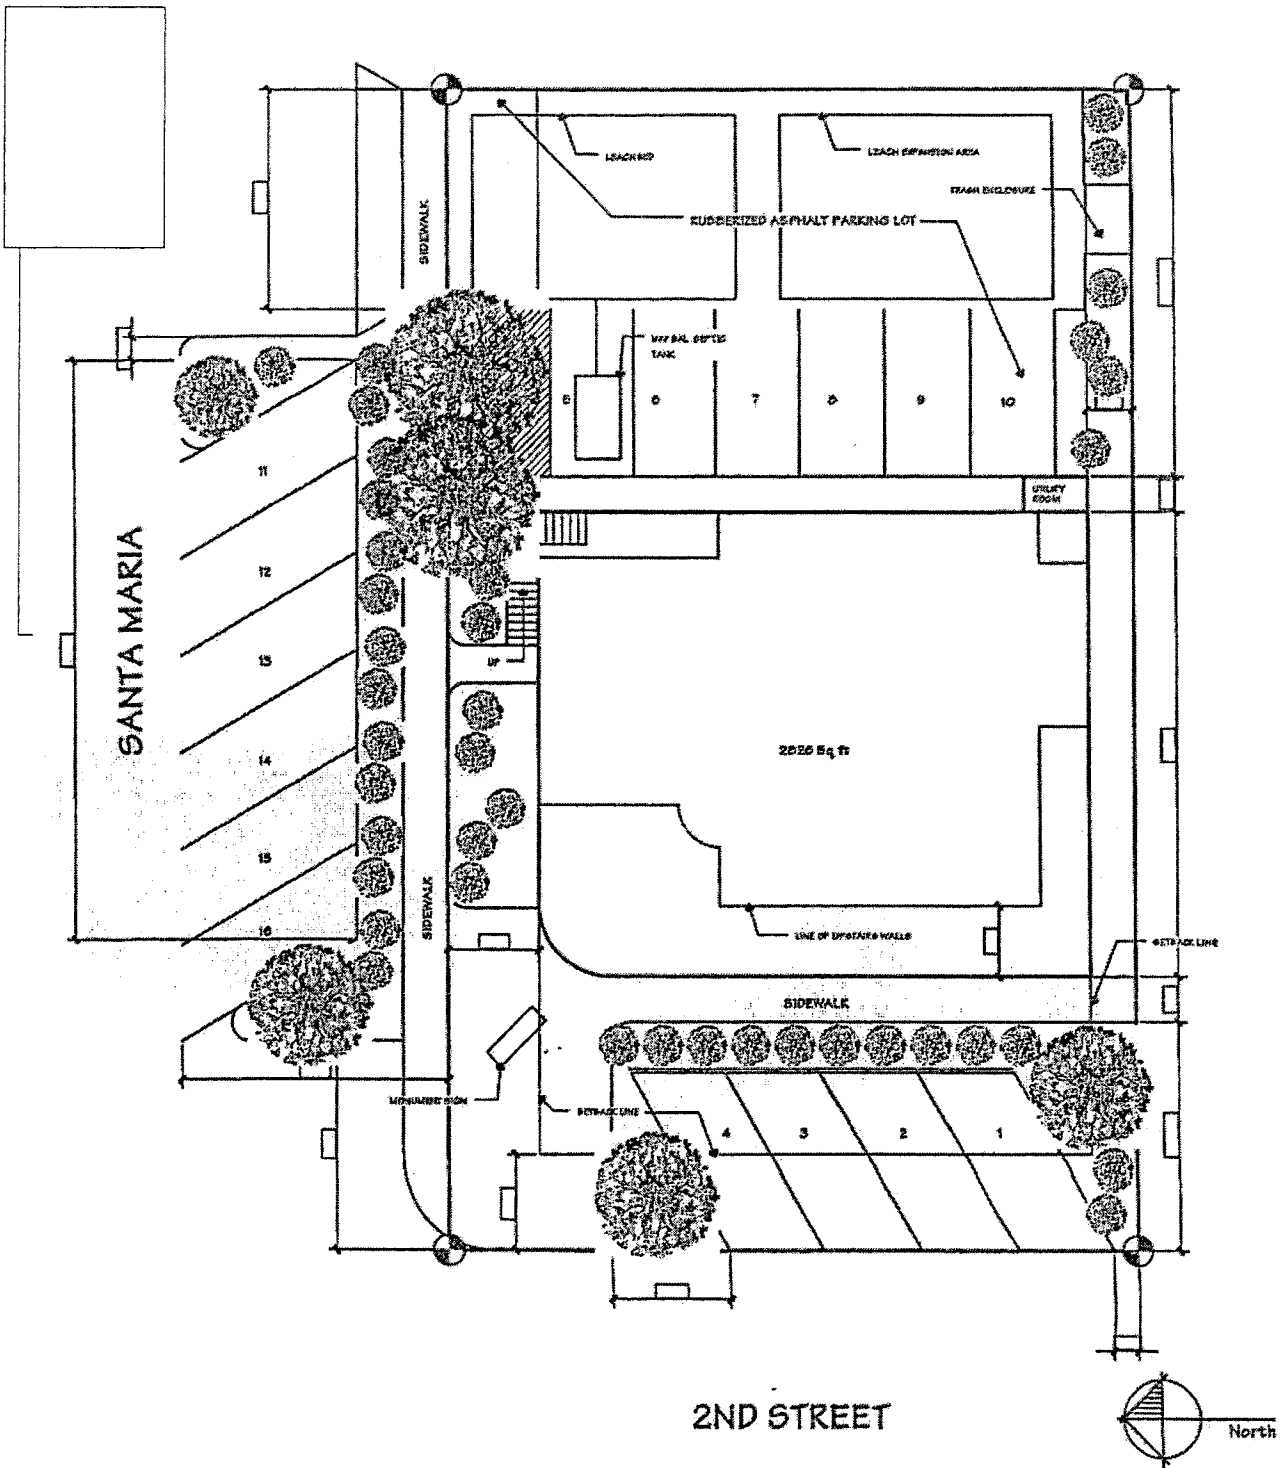 LEACH BED
LEACH EXPANSION AREA
TRASH ENCLOSURE
SIDEWALK
RUBBERIZED ASPHALT PARKING LOT
TANK
5
6
7
8
9
10
11
UTILITY
ROOM
12
SANTA MARIA
13
UP
14
2820 Sq ft
15
SIDEWALK
16
LINE OF UPSTAIRS WALLS
SETBACK LINE
SIDEWALK
MONUMENT SIGN
SETBACK LINE
4
3
2
1
2ND STREET
North